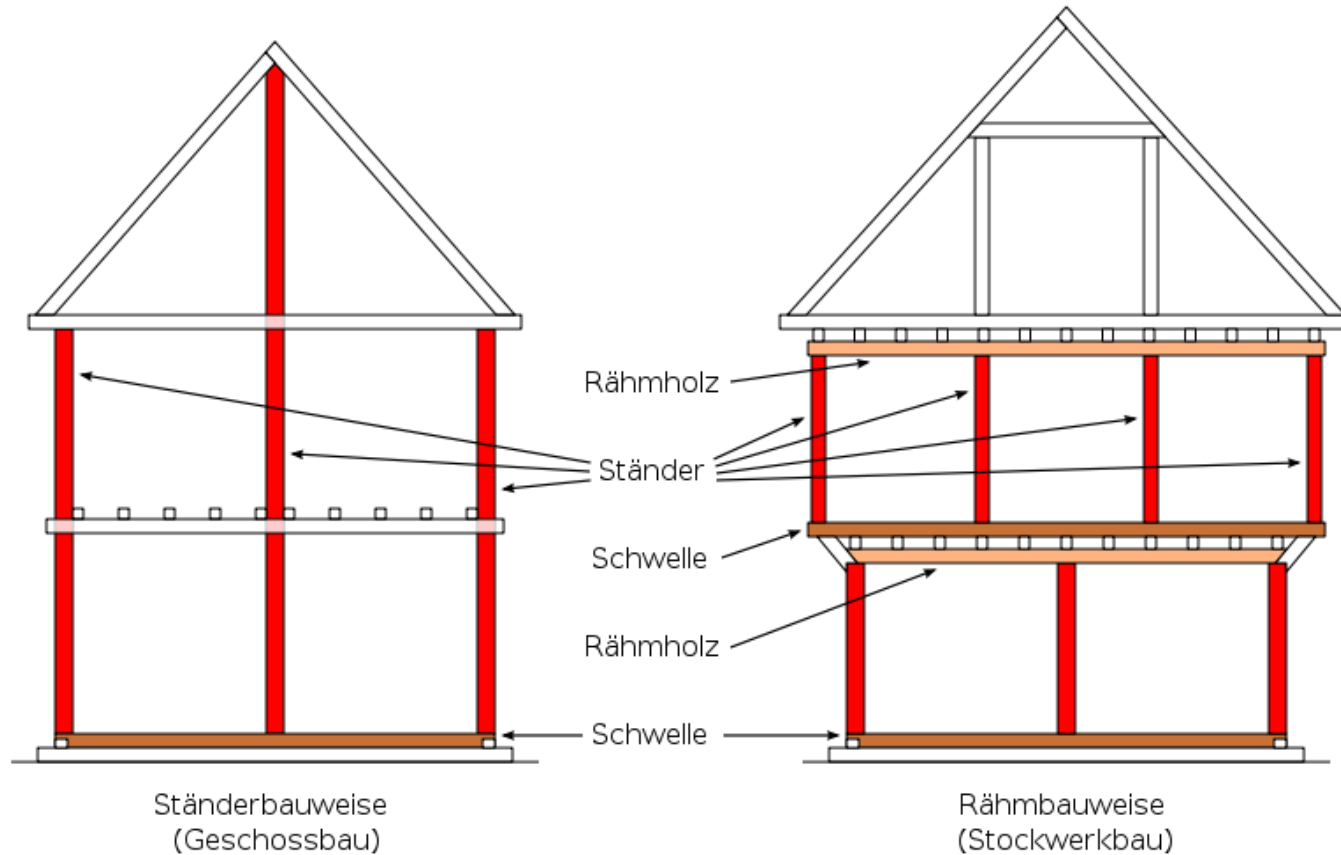 Rähmholz
Ständer
Schwelle
Rähmholz
Schwelle
Ständerbauweise
(Geschossbau)
Rähmbauweise
(Stockwerkbau)